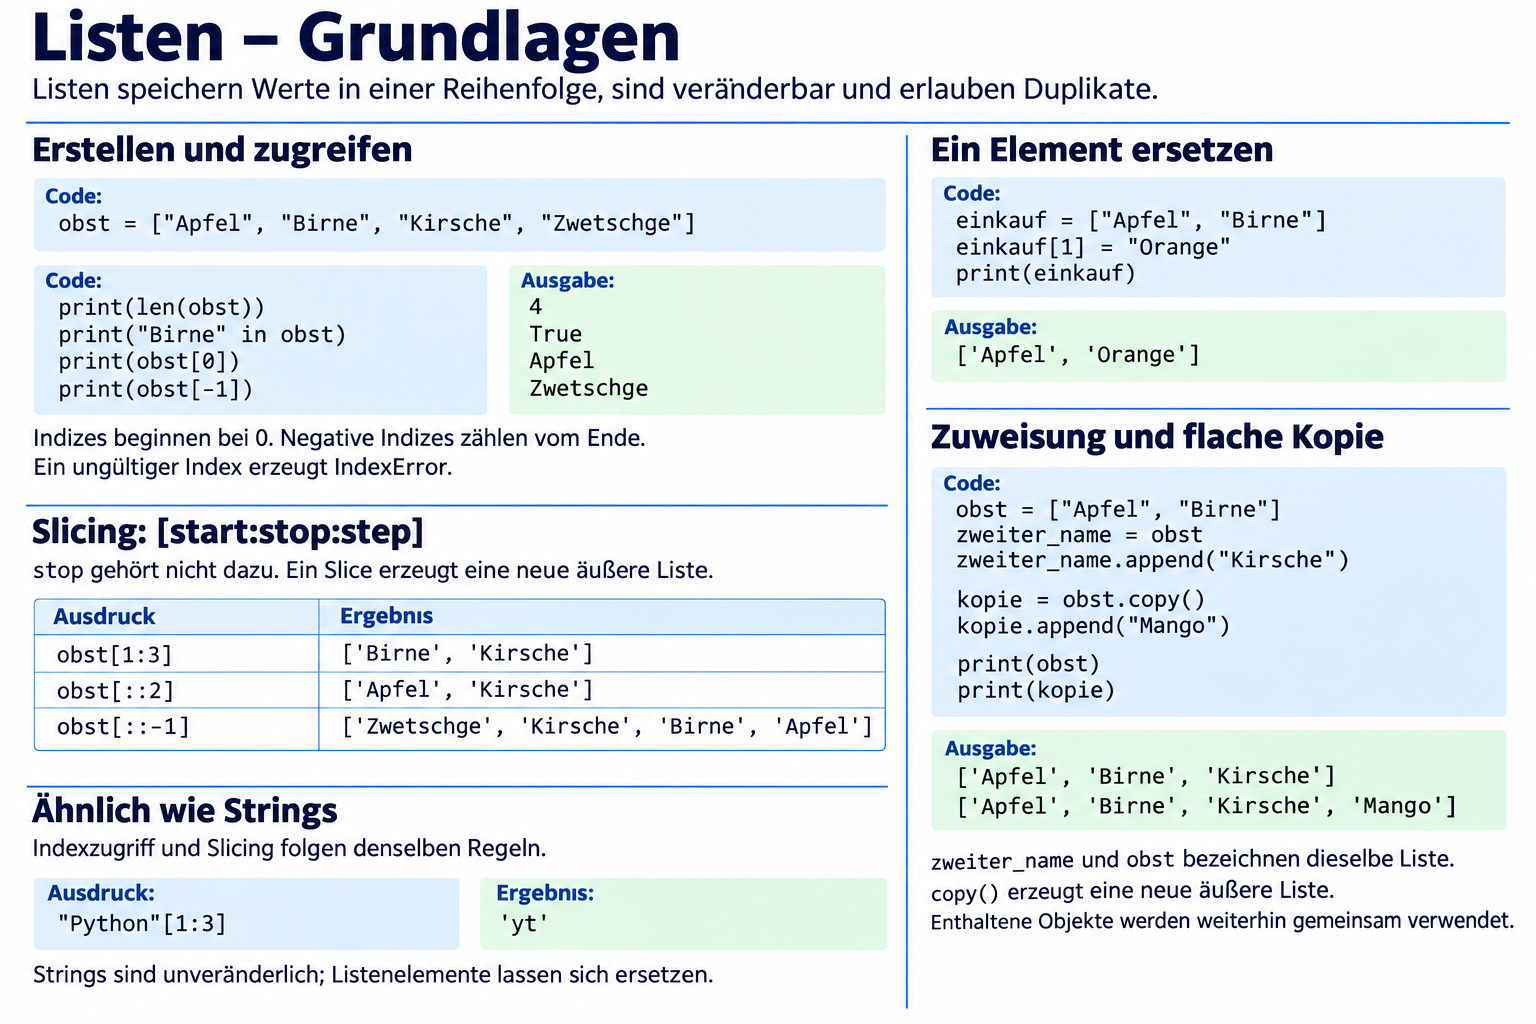 Listen – Grundlagen
Listen speichern Werte in einer Reihenfolge, sind veränderbar und erlauben Duplikate.
Erstellen und zugreifen
Code:
obst = ["Apfel", "Birne", "Kirsche", "Zwetschge"]
Code:
print(len(obst))
print("Birne" in obst)
print(obst[0])
print(obst[-1])
Ausgabe:
4
True
Apfel
Zwetschge
Indizes beginnen bei 0. Negative Indizes zählen vom Ende.
Ein ungültiger Index erzeugt IndexError.
Slicing: [start:stop:step]
stop gehört nicht dazu. Ein Slice erzeugt eine neue äußere Liste.
Ausdruck Ergebnis
obst[1:3] ['Birne', 'Kirsche']
obst[::2] ['Apfel', 'Kirsche']
obst[::-1] ['Zwetschge', 'Kirsche', 'Birne', 'Apfel']
Ähnlich wie Strings
Indexzugriff und Slicing folgen denselben Regeln.
Ausdruck:
"Python"[1:3]
Ergebnis:
'yt'
Strings sind unveränderlich; Listenelemente lassen sich ersetzen.
Ein Element ersetzen
Code:
einkauf = ["Apfel", "Birne"]
einkauf[1] = "Orange"
print(einkauf)
Ausgabe:
['Apfel', 'Orange']
Zuweisung und flache Kopie
Code:
obst = ["Apfel", "Birne"]
zweiter_name = obst
zweiter_name.append("Kirsche")
kopie = obst.copy()
kopie.append("Mango")
print(obst)
print(kopie)
Ausgabe:
['Apfel', 'Birne', 'Kirsche']
['Apfel', 'Birne', 'Kirsche', 'Mango']
zweiter_name und obst bezeichnen dieselbe Liste.
copy() erzeugt eine neue äußere Liste.
Enthaltene Objekte werden weiterhin gemeinsam verwendet.